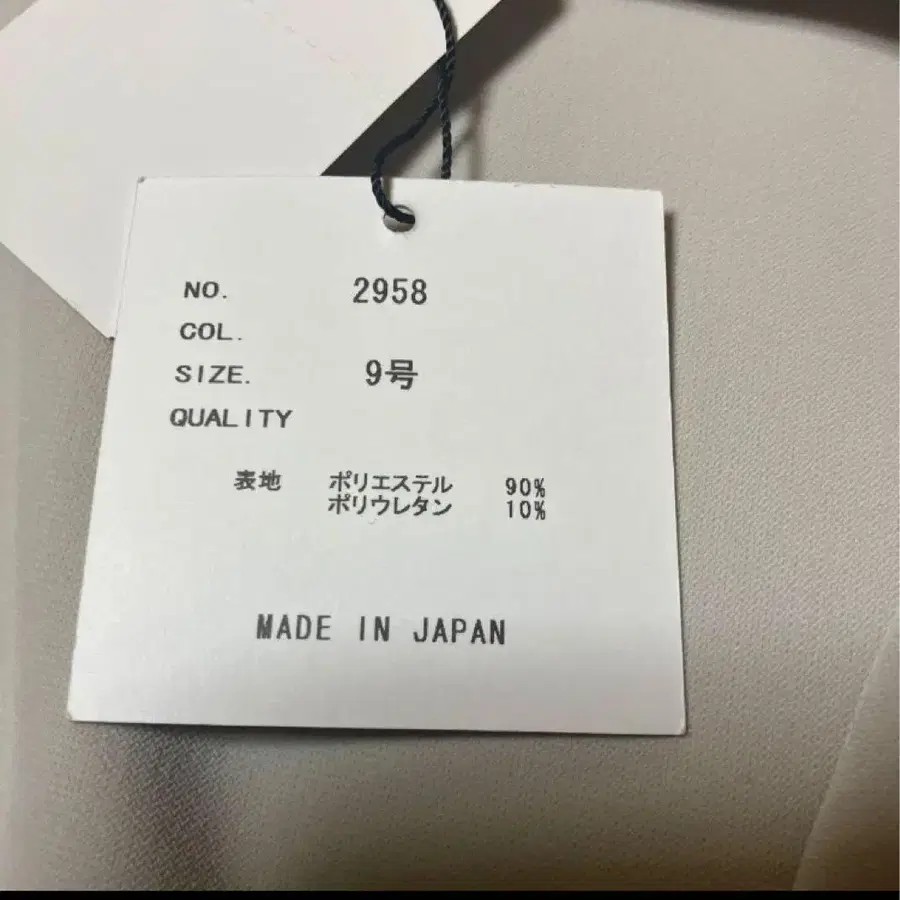 NO. 2958
COL.
SIZE. 9号
QUALITY
表地 ポリエステル 90%
ポリウレタン 10%
MADE IN JAPAN